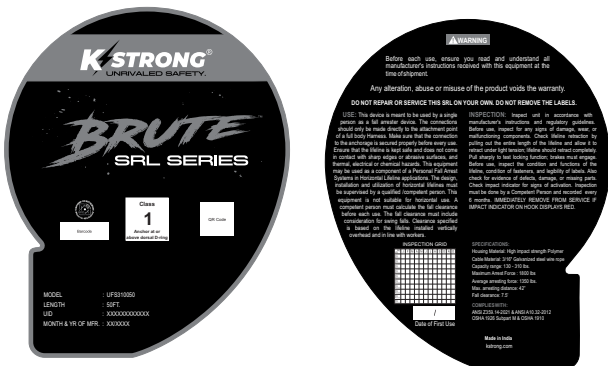 KSTRONG®
UNRIVALED SAFETY.
BRUTE
SRL SERIES
Barcode
Class
1
Anchor at or
above dorsal D-ring
QR Code
MODEL : UFS310050
LENGTH : 50FT.
UID : XXXXXXXXXXXX
MONTH & YR OF MFR. : XX/XXXX
WARNING
Before each use, ensure you read and understand all
manufacturer's instructions received with this equipment at the
time of shipment.
Any alteration, abuse or misuse of the product voids the warranty.
DO NOT REPAIR OR SERVICE THIS SRL ON YOUR OWN. DO NOT REMOVE THE LABELS.
USE: This device is meant to be used by a single
person as a fall arrester device. The connections
should only be made directly to the attachment point
of a full body Harness. Make sure that the connection
to the anchorage is secured properly before every use.
Ensure that the lifeline is kept safe and does not come
in contact with sharp edges or abrasive surfaces, and
thermal, electrical or chemical hazards. This equipment
may be used as a component of a Personal Fall Arrest
Systems in Horizontal Lifeline applications. The design,
installation and utilization of horizontal lifelines must
be supervised by a qualified /competent person. This
equipment is not suitable for horizontal use. A
competent person must calculate the fall clearance
before each use. The fall clearance must include
consideration for swing falls. Clearance specified
is based on the lifeline installed vertically
overhead and in line with workers.
INSPECTION: Inspect unit in accordance with
manufacturer's instructions and regulatory guidelines.
Before use, inspect for any signs of damage, wear, or
malfunctioning components. Check lifeline retraction by
pulling out the entire length of the lifeline and allow it to
retract under light tension; lifeline should retract completely.
Pull sharply to test locking function; brakes must engage.
Before use, inspect the condition and functions of the
lifeline, condition of fasteners, and legibility of labels. Also
check for evidence of defects, damage, or missing parts.
Check impact indicator for signs of activation. Inspection
must be done by a Competent Person and recorded every
6 months. IMMEDIATELY REMOVE FROM SERVICE IF
IMPACT INDICATOR ON HOOK DISPLAYS RED.
INSPECTION GRID
/
Date of First Use
SPECIFICATIONS:
Housing Material: High impact strength Polymer
Cable Material: 3/16" Galvanized steel wire rope
Capacity range: 130 - 310 lbs.
Maximum Arrest Force : 1800 lbs
Average arresting force: 1350 lbs.
Max. arresting distance: 42"
Fall clearance: 7.5'
COMPLIES WITH:
ANSI Z359.14-2021 & ANSI A10.32-2012
OSHA 1926 Subpart M & OSHA 1910
Made in India
kstrong.com